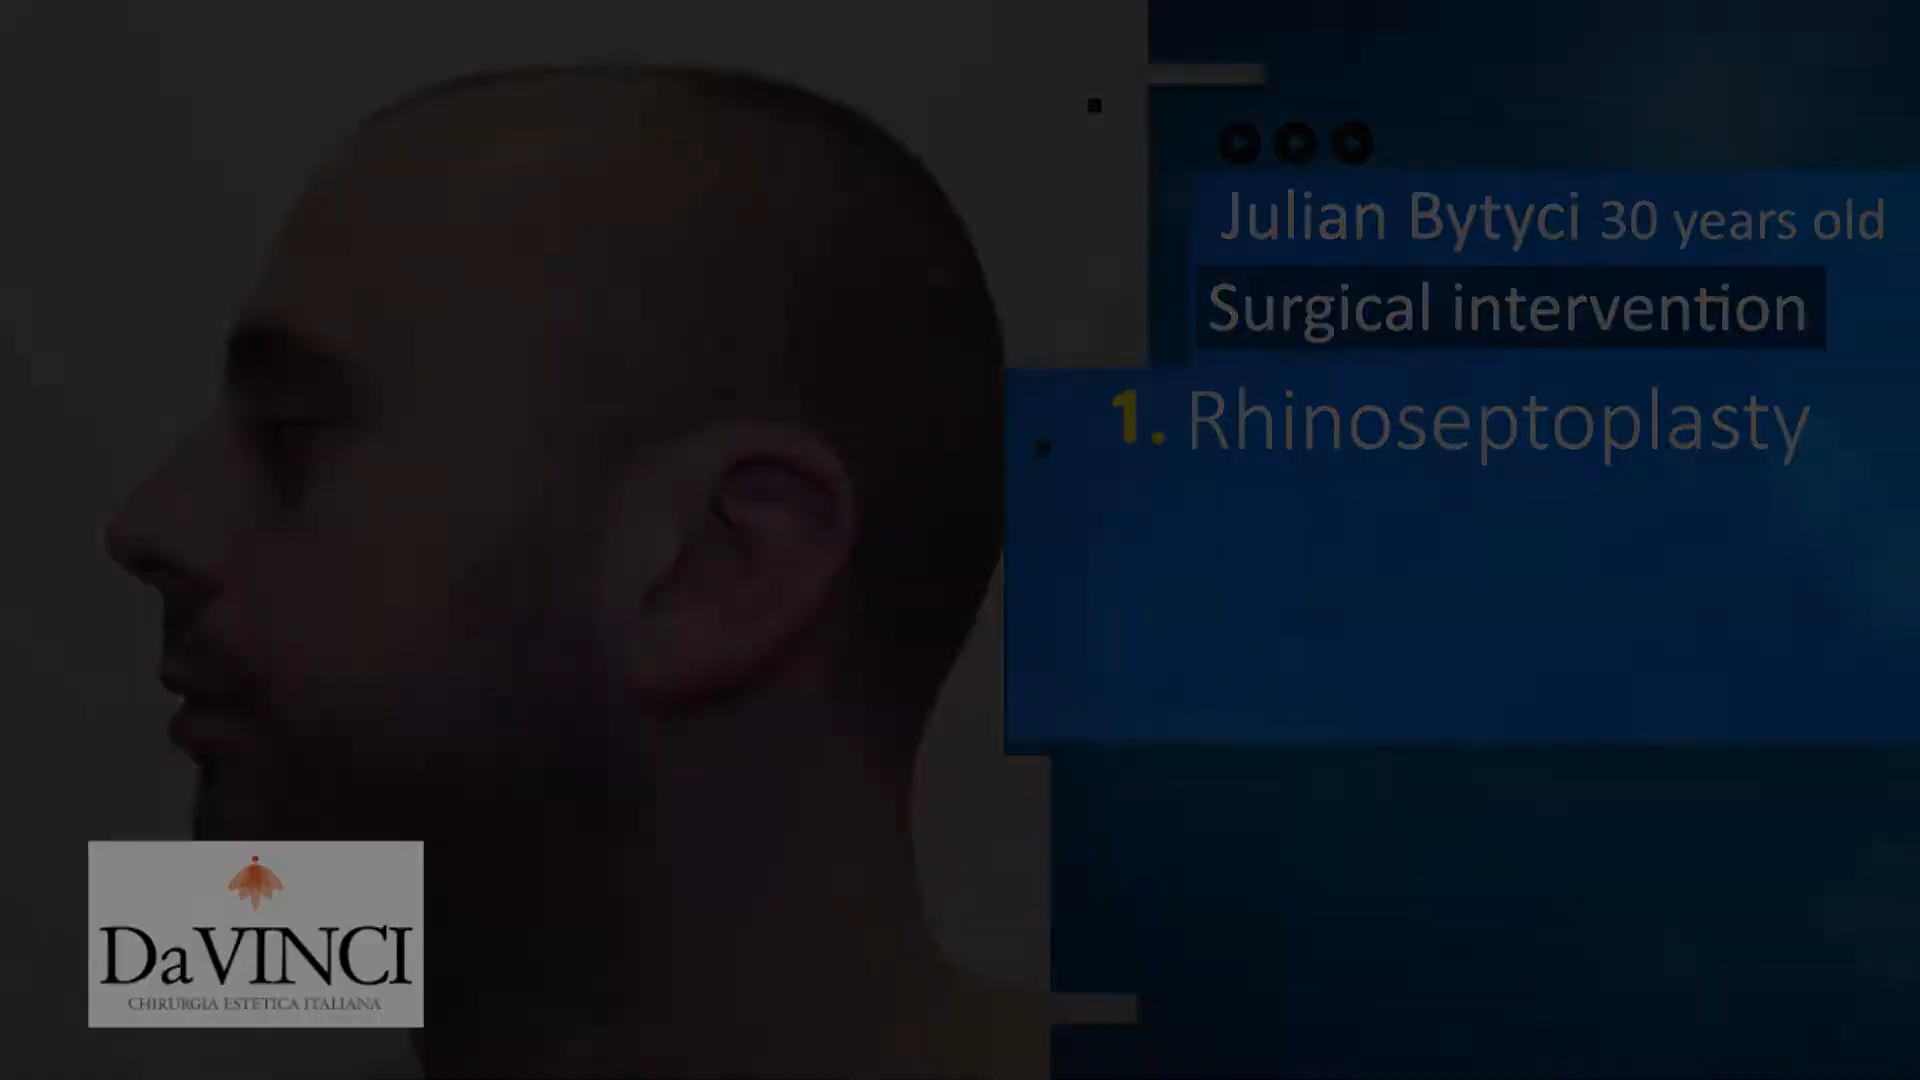 Julian Bytyci 30 years old
Surgical intervention
1. Rhinoseptoplasty
DaVINCI
CHIRURGIA ESTETICA ITALIANA